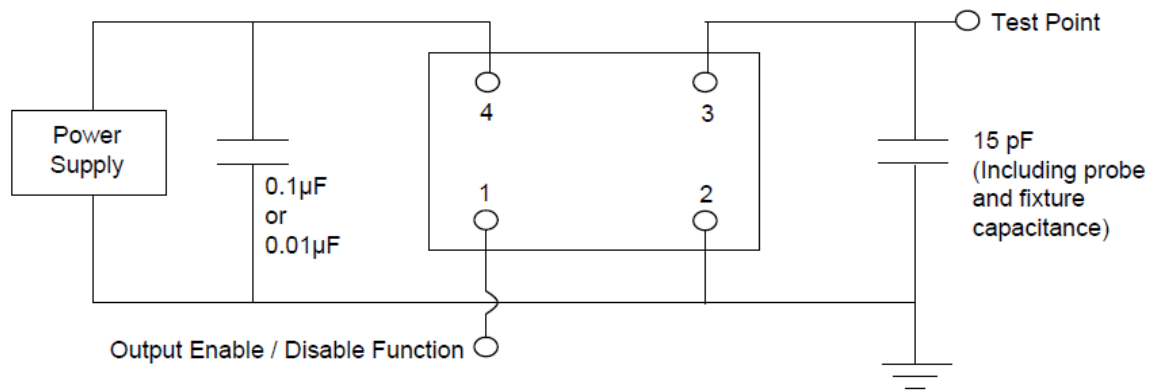 Test Point
Power
Supply
4
3
0.1µF
or
0.01µF
1
2
15 pF
(Including probe
and fixture
capacitance)
Output Enable / Disable Function